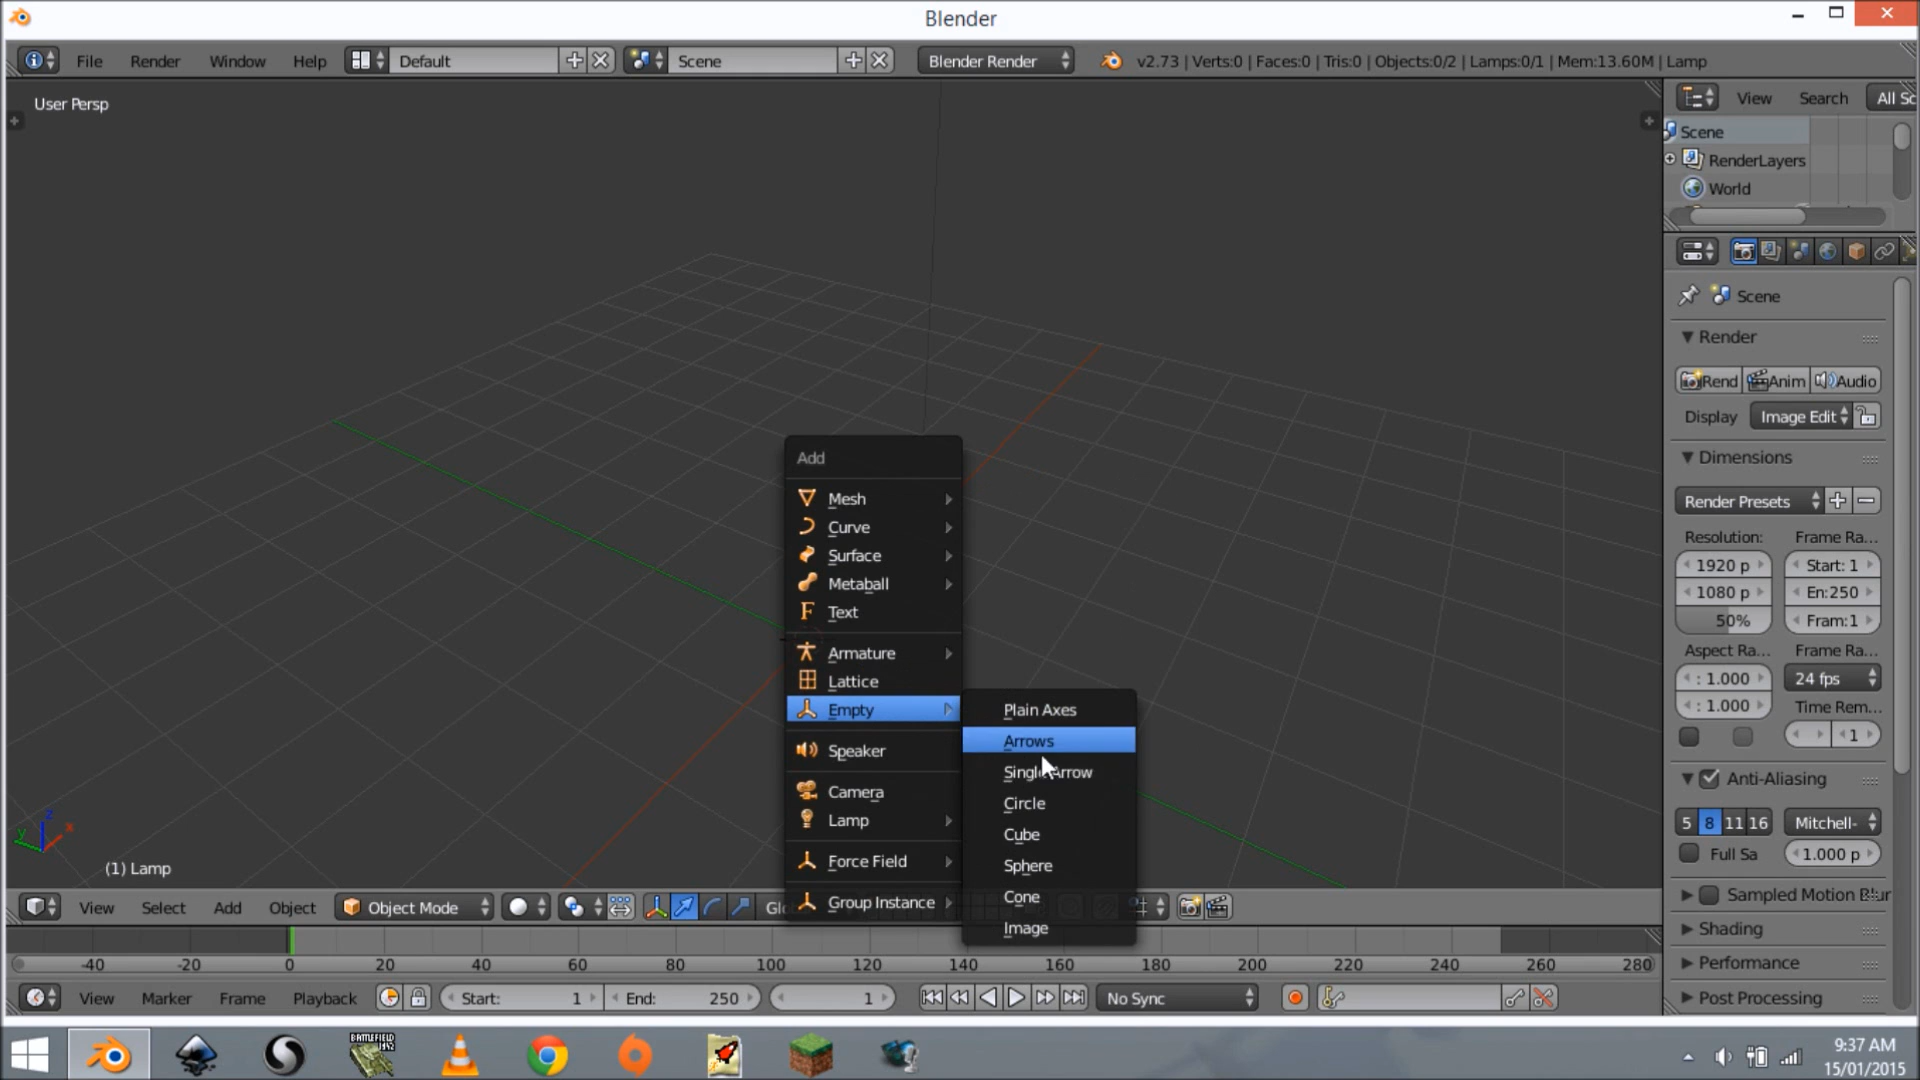 Blender
File Render Window Help Default Scene Blender Render v2.73 | Verts:0 | Faces:0 | Tris:0 | Objects:0/2 | Lamps:0/1 | Mem:13.60M | Lamp
User Persp
View Search All Sc
Scene
RenderLayers
World
Scene
Render
Rend Anim Audio
Display Image Edit
Dimensions
Render Presets
Resolution: Frame Ra...
1920 p Start: 1
1080 p En:250
50% Fram:1
Aspect Ra... Frame Ra...
: 1.000 24 fps
: 1.000 Time Rem...
1
Anti-Aliasing
5 8 11 16 Mitchell-
Full Sa 1.000 p
Sampled Motion Blur
Shading
Performance
Post Processing
Add
Mesh
Curve
Surface
Metaball
Text
Armature
Lattice
Empty
Speaker
Camera
Lamp
Force Field
Group Instance
Plain Axes
Arrows
Single Arrow
Circle
Cube
Sphere
Cone
Image
z
y x
(1) Lamp
View Select Add Object Object Mode Gl
-40 -20 0 20 40 60 80 100 120 140 160 180 200 220 240 260 280
View Marker Frame Playback Start: 1 End: 250 1 No Sync
BATTLEFIELD
1942
9:37 AM
15/01/2015